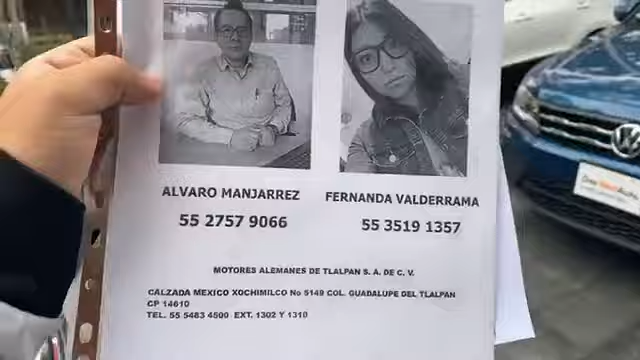 ALVARO MANJARREZ
55 2757 9066
FERNANDA VALDERRAMA
55 3519 1357
MOTORES ALEMANES DE TLALPAN S. A. DE C. V.
CALZADA MEXICO XOCHIMILCO No 5149 COL. GUADALUPE DEL TLALPAN
CP 14610
TEL. 55 5483 4500 EXT. 1302 Y 1310